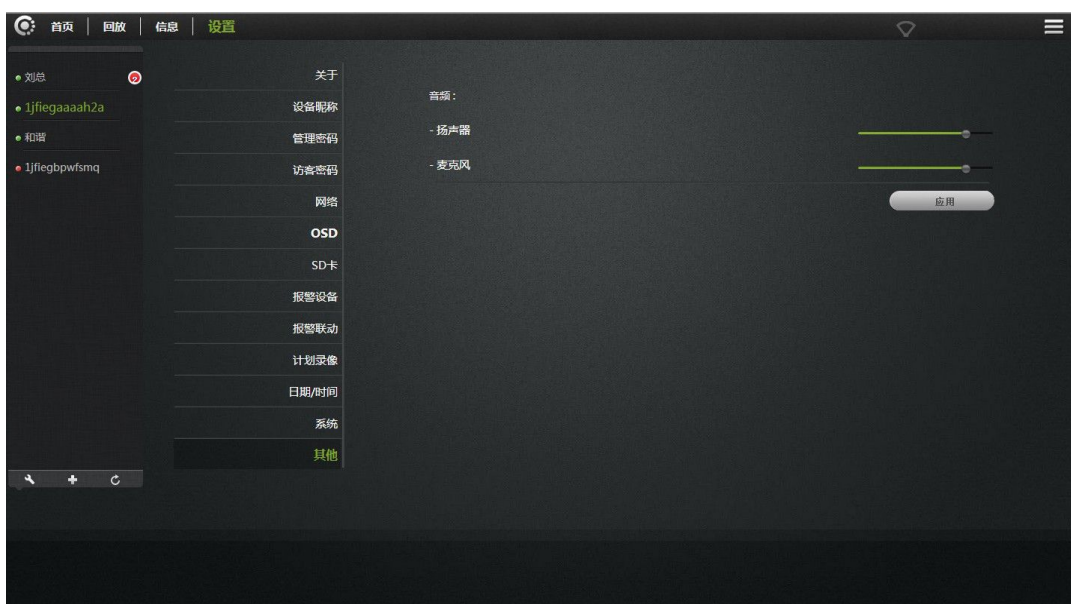 首页 | 回放 | 信息 | 设置
刘总 2
1jfiegaaaah2a
和谐
1jfiegbpwfsmq
关于
设备昵称
管理密码
访客密码
网络
OSD
SD卡
报警设备
报警联动
计划录像
日期/时间
系统
其他
音频：
- 扬声器
- 麦克风
应用